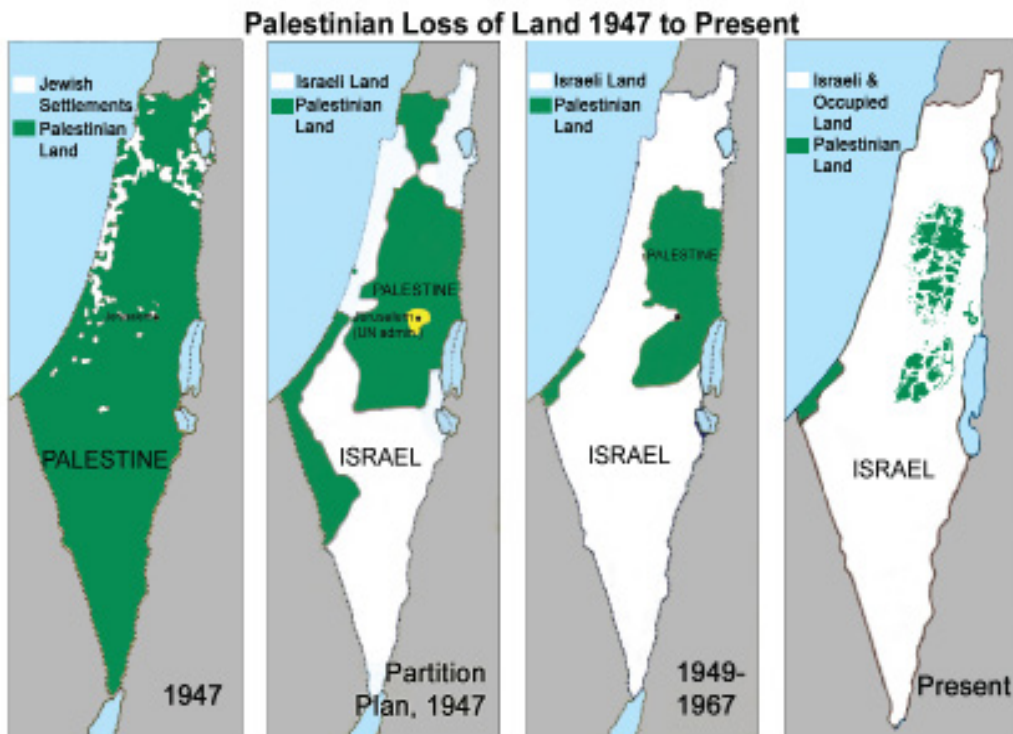 Palestinian Loss of Land 1947 to Present
Jewish
Settlements
Palestinian
Land
Jerusalem
PALESTINE
1947
Israeli Land
Palestinian
Land
PALESTINE
Jerusalem
(UN admin.)
ISRAEL
Partition
Plan, 1947
Israeli Land
Palestinian
Land
PALESTINE
ISRAEL
1949-
1967
Israeli &
Occupied
Land
Palestinian
Land
ISRAEL
Present